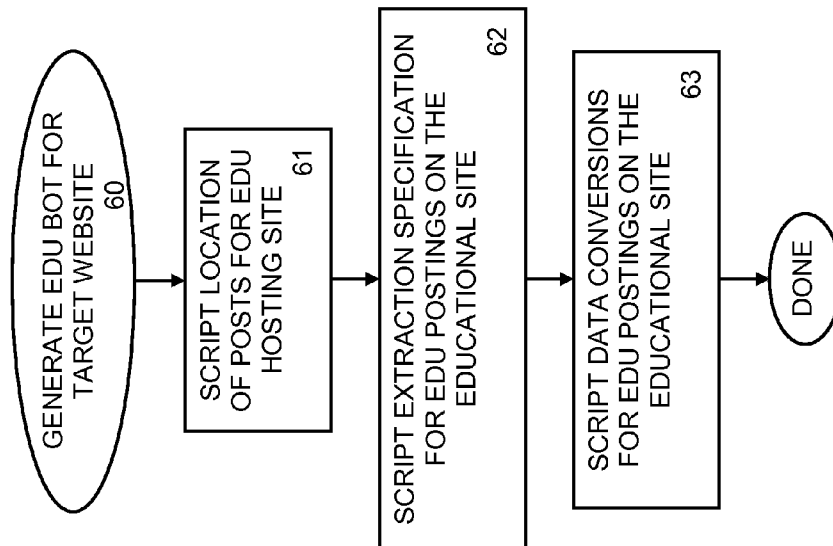 GENERATE EDU BOT FOR
TARGET WEBSITE
60
SCRIPT LOCATION
OF POSTS FOR EDU
HOSTING SITE
61
SCRIPT EXTRACTION SPECIFICATION
FOR EDU POSTINGS ON THE
EDUCATIONAL SITE
62
SCRIPT DATA CONVERSIONS
FOR EDU POSTINGS ON THE
EDUCATIONAL SITE
63
DONE